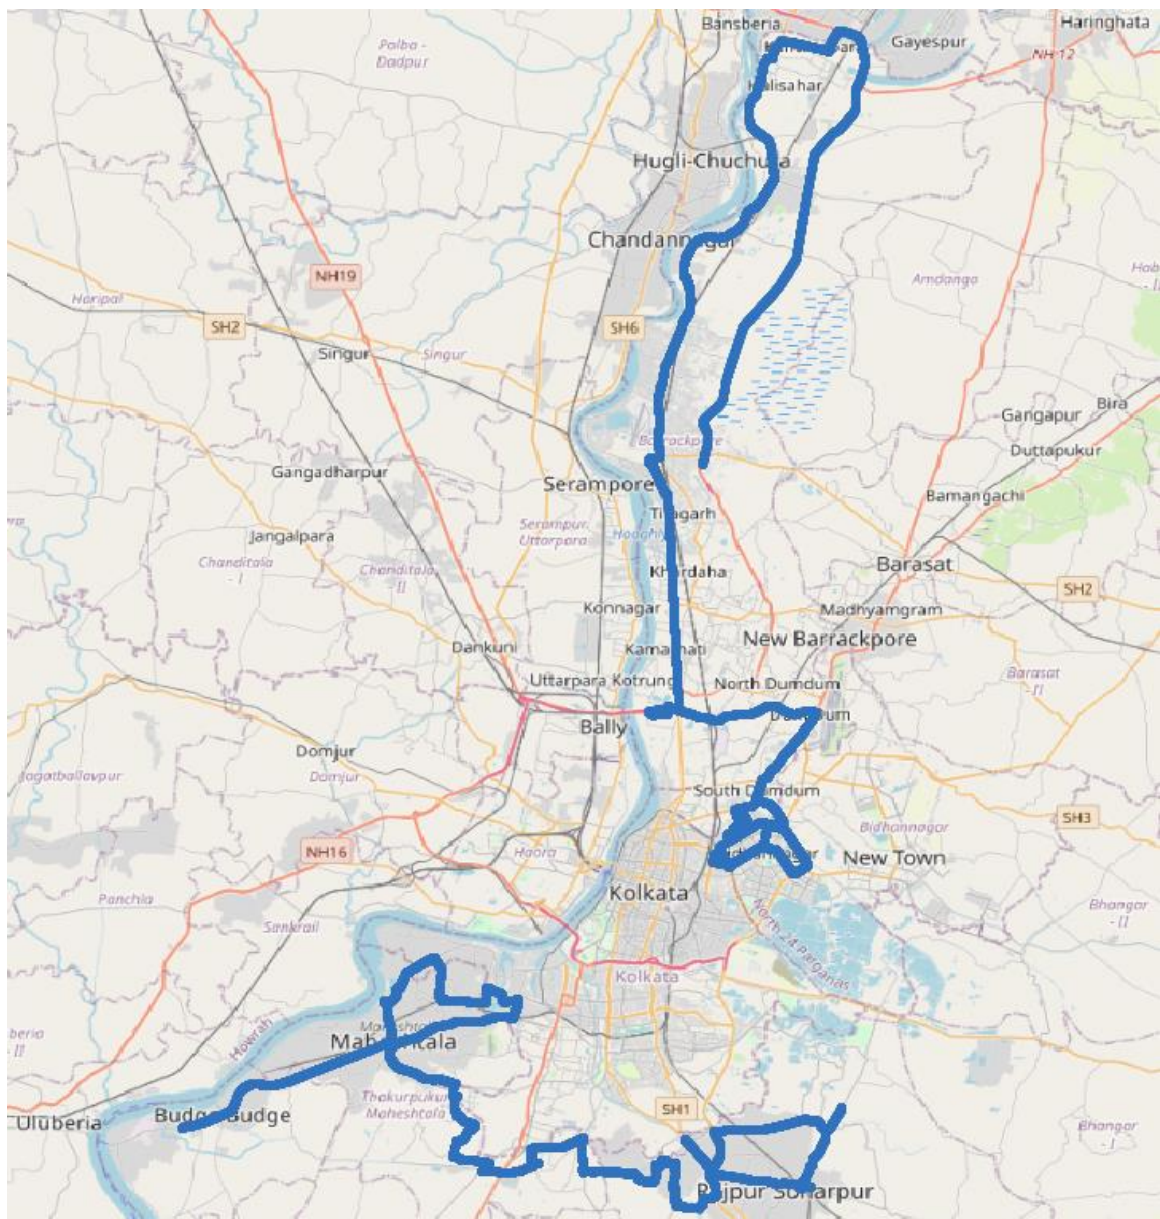 Bansberia
Haringhata
Palba -
Dadpur
Gayespur
NH-12
Halisahar
Hugli-Chuchura
Chandannagar
NH19
Amdanga
Haripal
SH2
SH6
Singur
Singur
Gangapur
Bira
Barrackpore
Duttapukur
Gangadharpur
Serampore
Bamangachi
Titagarh
Serampur
Uttarpara
Hooghly
Jangalpara
Chanditala
- I
Chanditala
- II
Khardaha
Barasat
SH2
Konnagar
Madhyamgram
New Barrackpore
Dankuni
Kamarhati
Barasat
- II
Uttarpara Kotrung
North Dumdum
Bally
Dumdum
Domjur
Jagatballavpur
Domjur
South Dumdum
SH3
Bidhannagar
NH16
Haora
Bidhannagar
New Town
Kolkata
Panchla
Bhangar
- II
Sankrail
North 24 Parganas
Kolkata
Howrah
Maheshtala
Maheshtala
Thakurpukur
Maheshtala
Budge Budge
Uluberia
SH1
Bhangar
- I
Rajpur Sonarpur